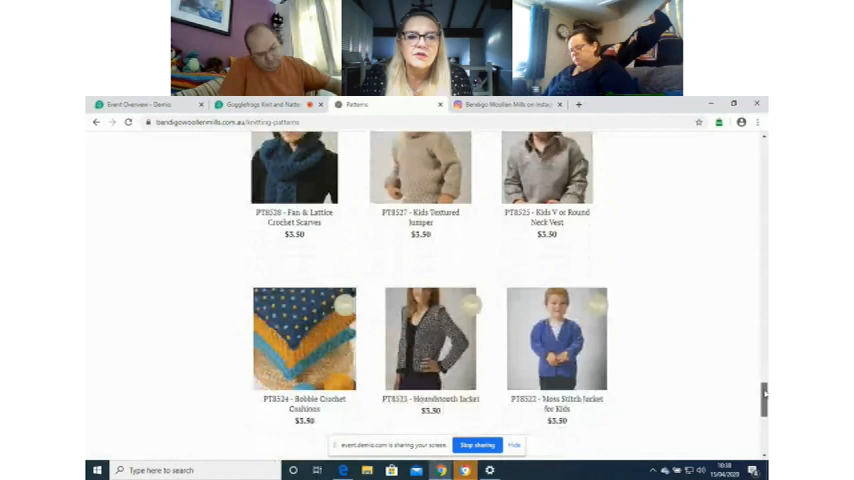 Event Overview - Demio
Gogglefrogs Knit and Natte
Patterns
Bendigo Woollen Mills on Instag
bendigowoollenmills.com.au/knitting-patterns
PT8528 - Fan & Lattice
Crochet Scarves
$3.50
PT8527 - Kids Textured
Jumper
$3.50
PT8525 - Kids V or Round
Neck Vest
$3.50
PT8524 - Bobble Crochet
Cushions
$3.50
PT8523 - Houndstooth Jacket
$3.50
PT8522 - Moss Stitch Jacket
for Kids
$3.50
event.demio.com is sharing your screen.
Stop sharing
Hide
Type here to search
10:38
15/04/2020